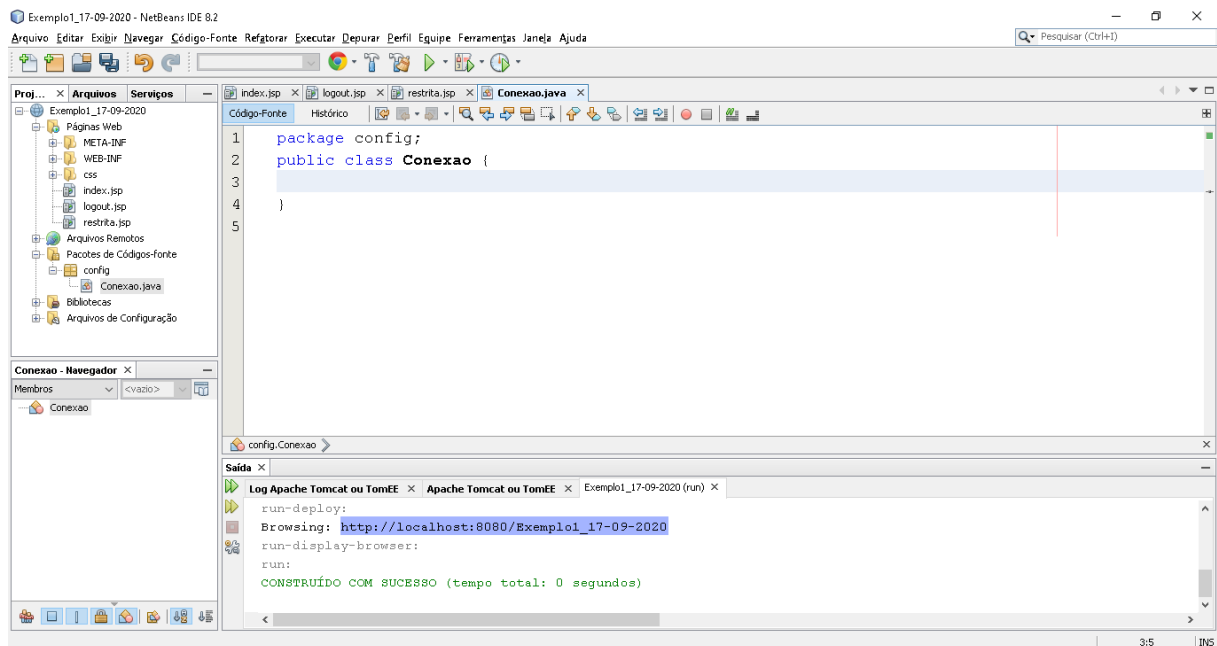 Exemplo1_17-09-2020 - NetBeans IDE 8.2
Arquivo Editar Exibir Navegar Código-Fonte Refatorar Executar Depurar Perfil Equipe Ferramentas Janela Ajuda
Pesquisar (Ctrl+I)
Proj... Arquivos Serviços
Exemplo1_17-09-2020
Páginas Web
META-INF
WEB-INF
css
index.jsp
logout.jsp
restrita.jsp
Arquivos Remotos
Pacotes de Códigos-fonte
config
Conexao.java
Bibliotecas
Arquivos de Configuração
Conexao - Navegador
Membros <vazio>
Conexao
index.jsp logout.jsp restrita.jsp Conexao.java
Código-Fonte Histórico
1 package config;
2 public class Conexao {
3
4 }
5
config.Conexao
Saída
Log Apache Tomcat ou TomEE Apache Tomcat ou TomEE Exemplo1_17-09-2020 (run)
run-deploy:
Browsing: http://localhost:8080/Exemplo1_17-09-2020
run-display-browser:
run:
CONSTRUÍDO COM SUCESSO (tempo total: 0 segundos)
3:5 INS